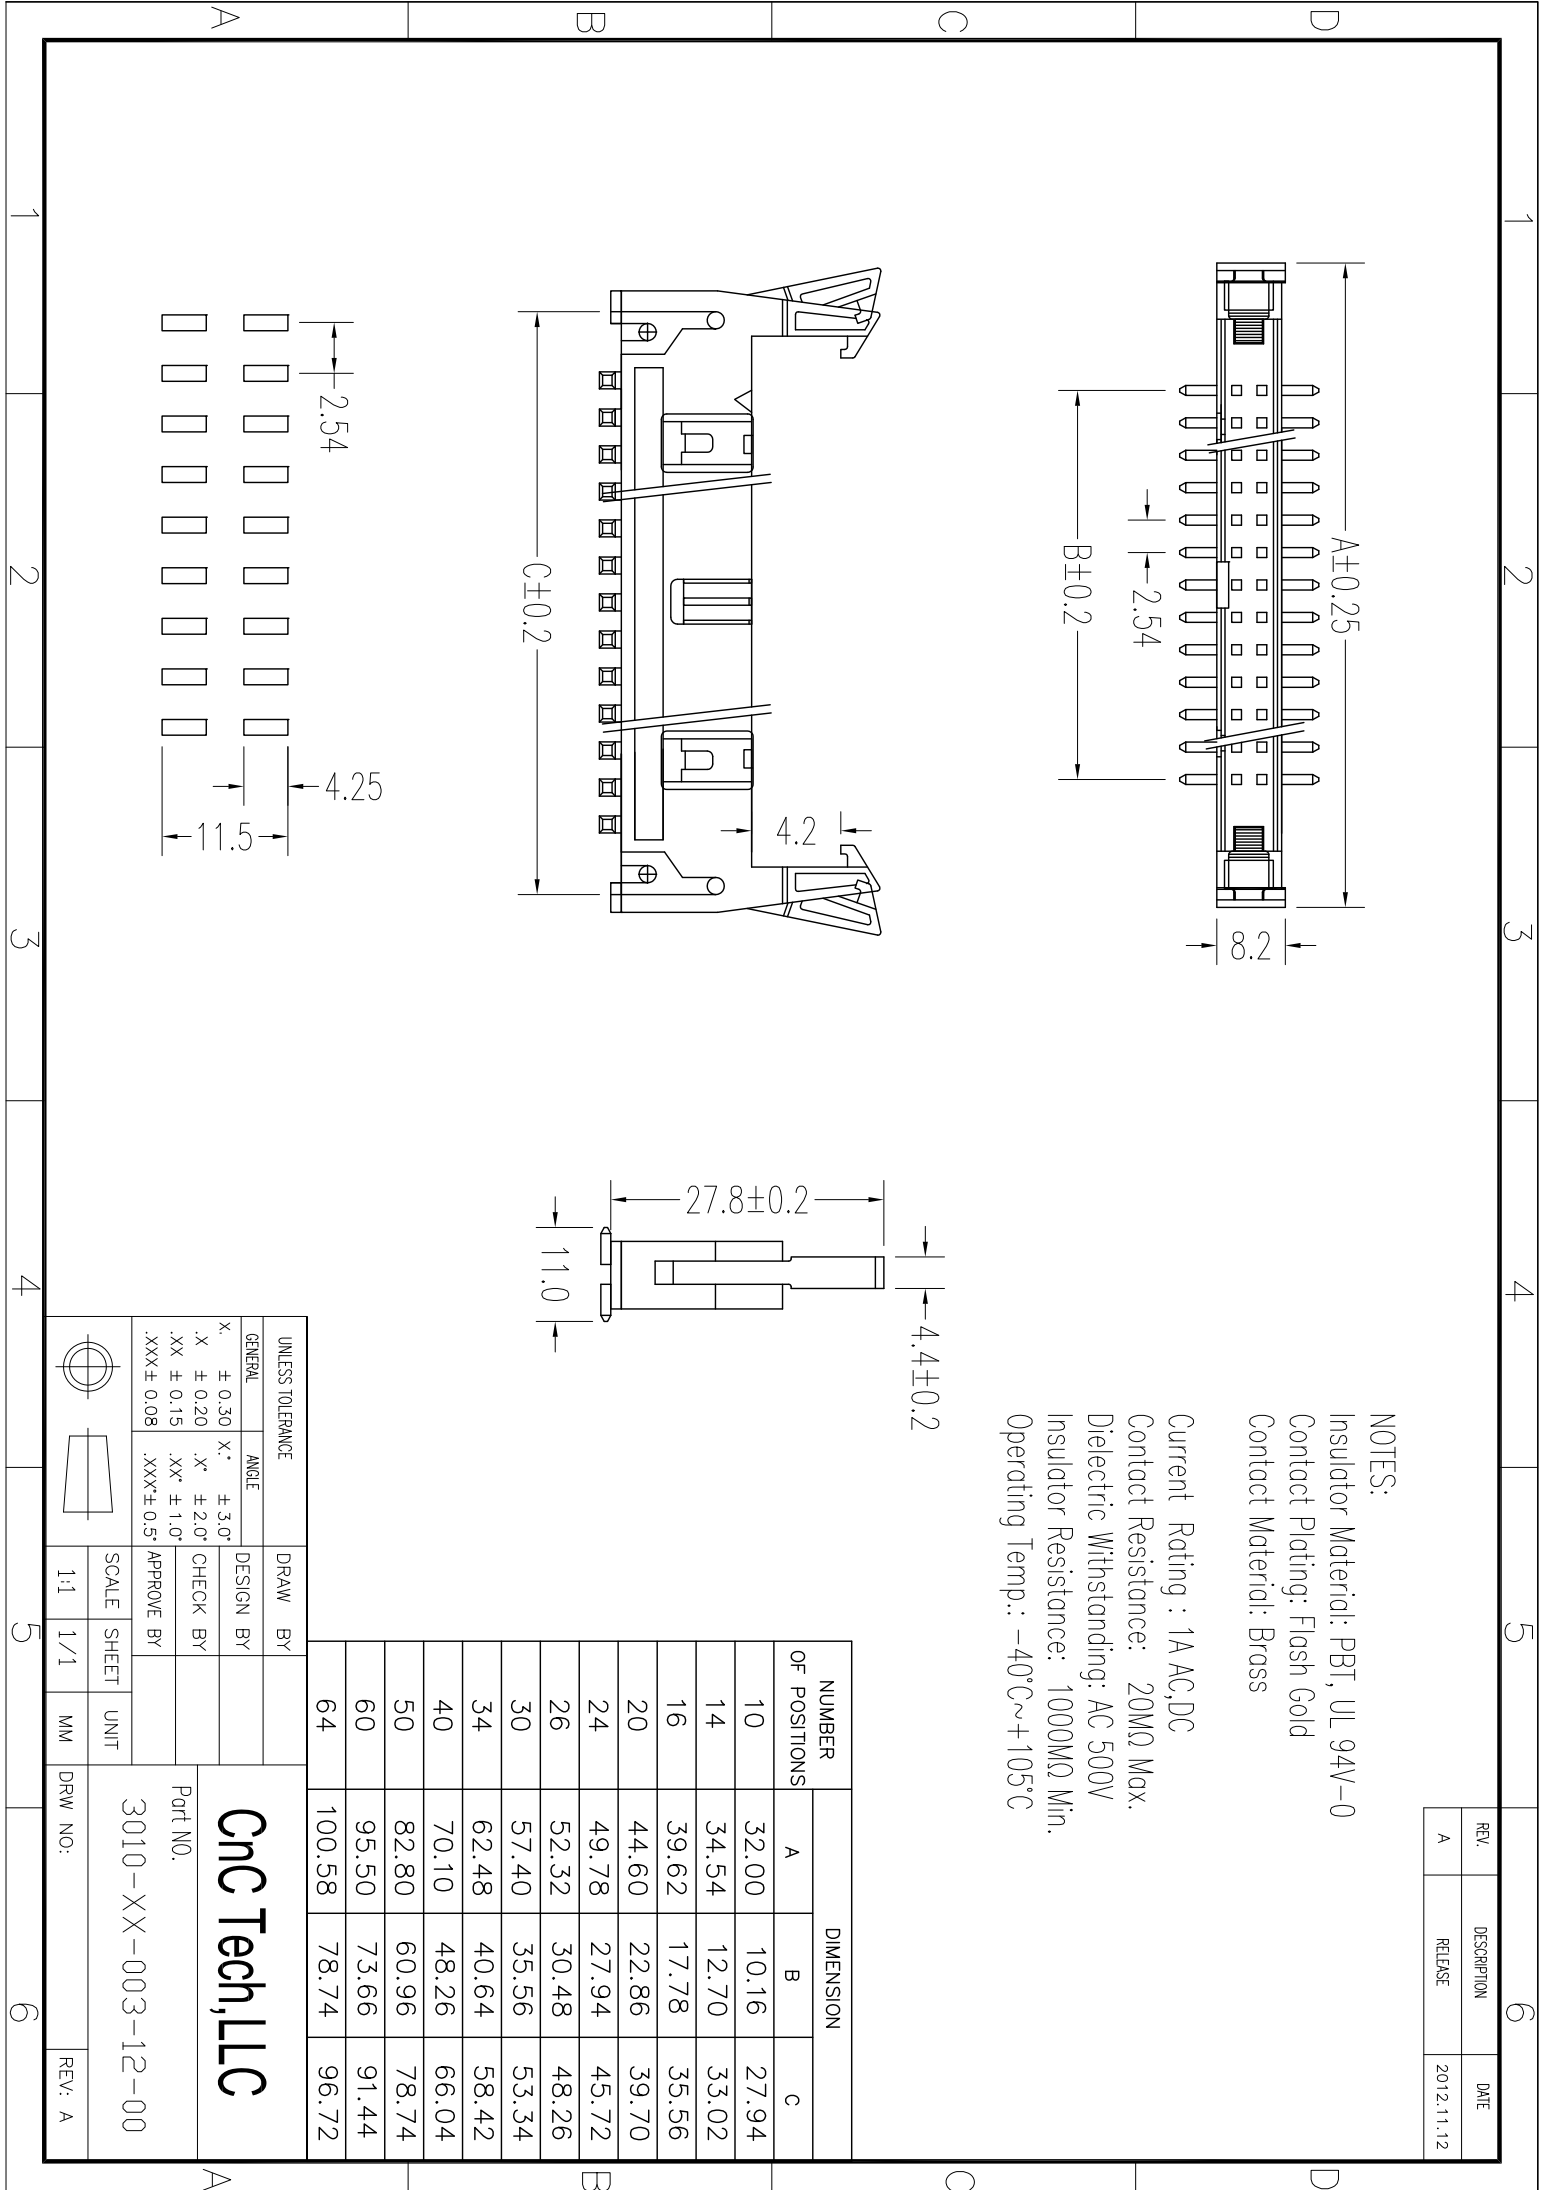 D
C
B
A
1
2
3
4
5
6
1
2
3
4
5
6
D
C
B
A
REV.
DESCRIPTION
DATE
A
RELEASE
2012.11.12
A±0.25
8.2
2.54
B±0.2
4.2
C±0.2
2.54
4.25
11.5
4.4±0.2
27.8±0.2
11.0
NOTES:
Insulator Material: PBT, UL 94V-0
Contact Plating: Flash Gold
Contact Material: Brass
Current Rating : 1A AC,DC
Contact Resistance: 20MΩ Max.
Dielectric Withstanding: AC 500V
Insulator Resistance: 1000MΩ Min.
Operating Temp.: -40°C~+105°C
NUMBER
OF POSITIONS
DIMENSION
A B C
10 32.00 10.16 27.94
14 34.54 12.70 33.02
16 39.62 17.78 35.56
20 44.60 22.86 39.70
24 49.78 27.94 45.72
26 52.32 30.48 48.26
30 57.40 35.56 53.34
34 62.48 40.64 58.42
40 70.10 48.26 66.04
50 82.80 60.96 78.74
60 95.50 73.66 91.44
64 100.58 78.74 96.72
UNLESS TOLERANCE
GENERAL ANGLE
X. ± 0.30 X.° ± 3.0°
.X ± 0.20 .X° ± 2.0°
.XX ± 0.15 .XX° ± 1.0°
.XXX± 0.08 .XXX°± 0.5°
DRAW BY
DESIGN BY
CHECK BY
APPROVE BY
SCALE SHEET UNIT
1:1 1/1 MM
CnC Tech,LLC
Part NO.
3010-XX-003-12-00
DRW NO:
REV: A